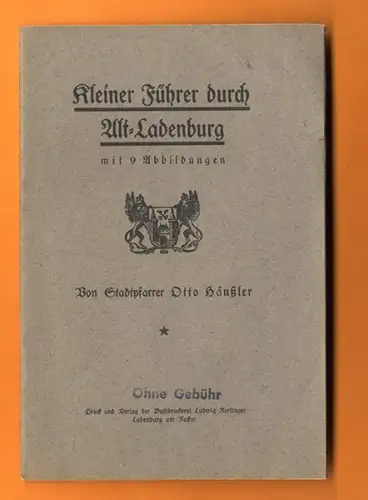 Kleiner Führer durch
Alt-Ladenburg
mit 9 Abbildungen
Von Stadtpfarrer Otto Häußler
Ohne Gebühr
Druck und Verlag der Buchdruckerei Ludwig Nerlinger
Ladenburg am Neckar